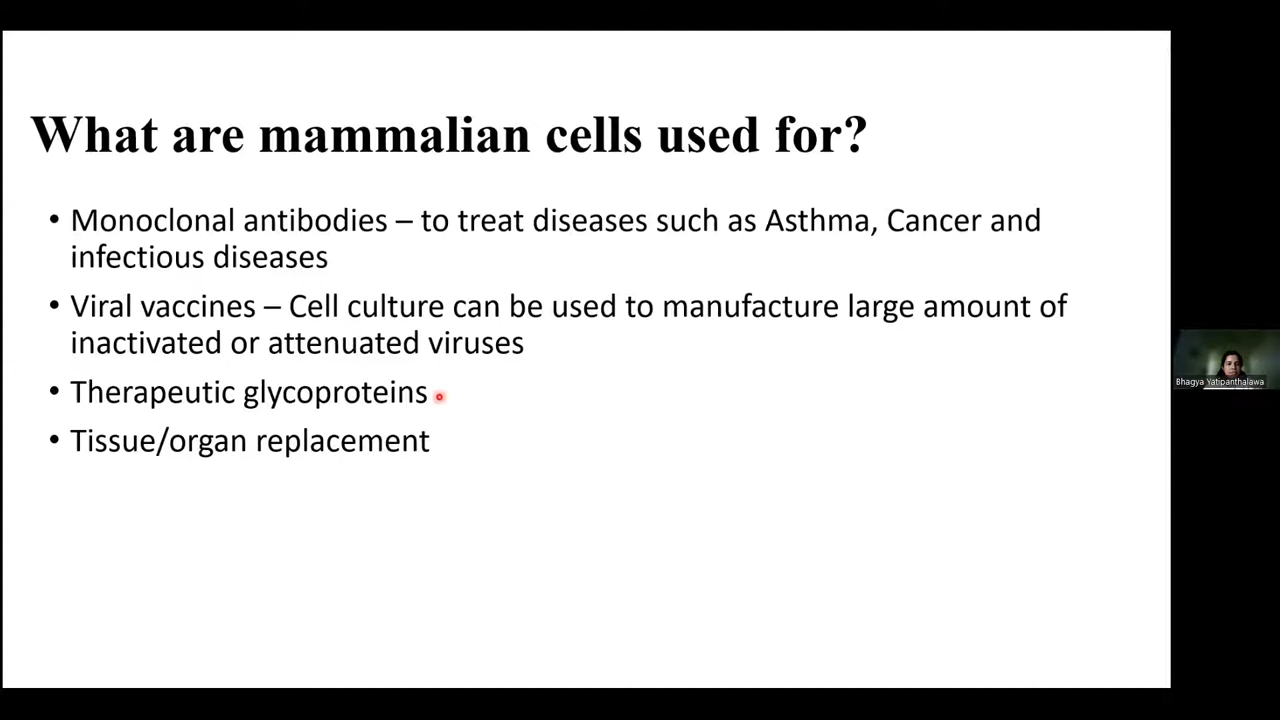 What are mammalian cells used for?
• Monoclonal antibodies – to treat diseases such as Asthma, Cancer and
infectious diseases
• Viral vaccines – Cell culture can be used to manufacture large amount of
inactivated or attenuated viruses
• Therapeutic glycoproteins
• Tissue/organ replacement
Bhagya Yatipanthalawa